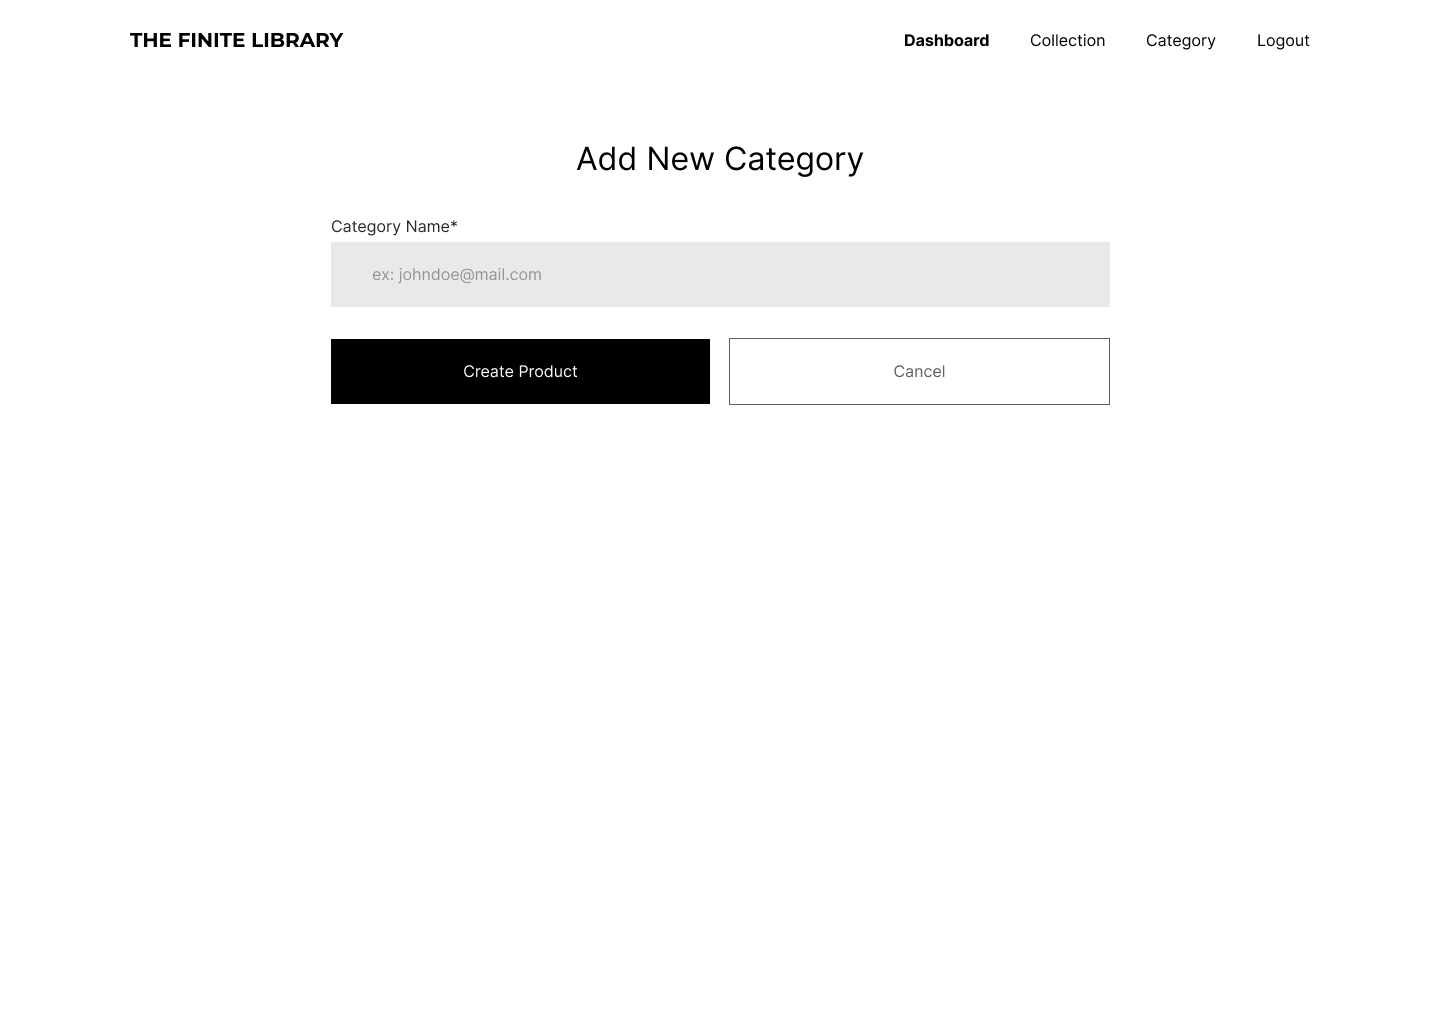 THE FINITE LIBRARY
Dashboard Collection Category Logout
Add New Category
Category Name*
ex: johndoe@mail.com
Create Product
Cancel